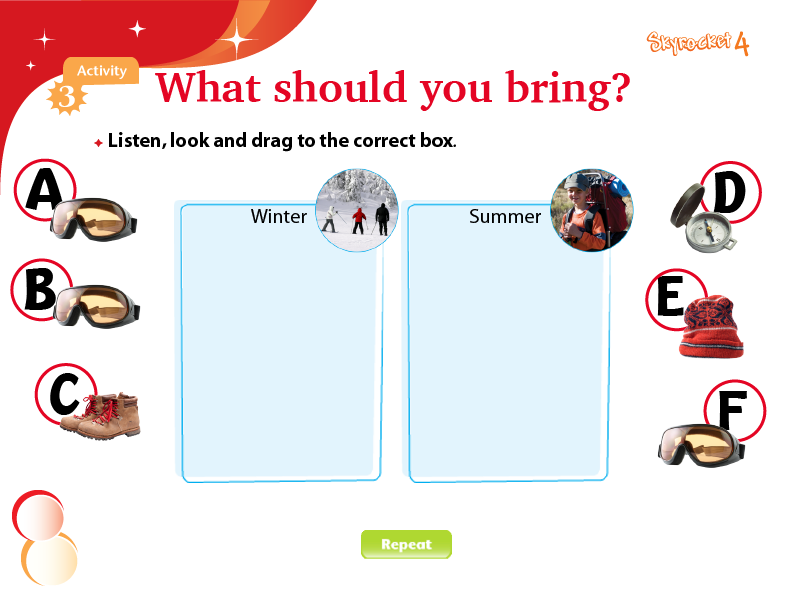 Skyrocket 4
Activity
3
What should you bring?
Listen, look and drag to the correct box.
A
B
C
Winter
Summer
D
E
F
Repeat